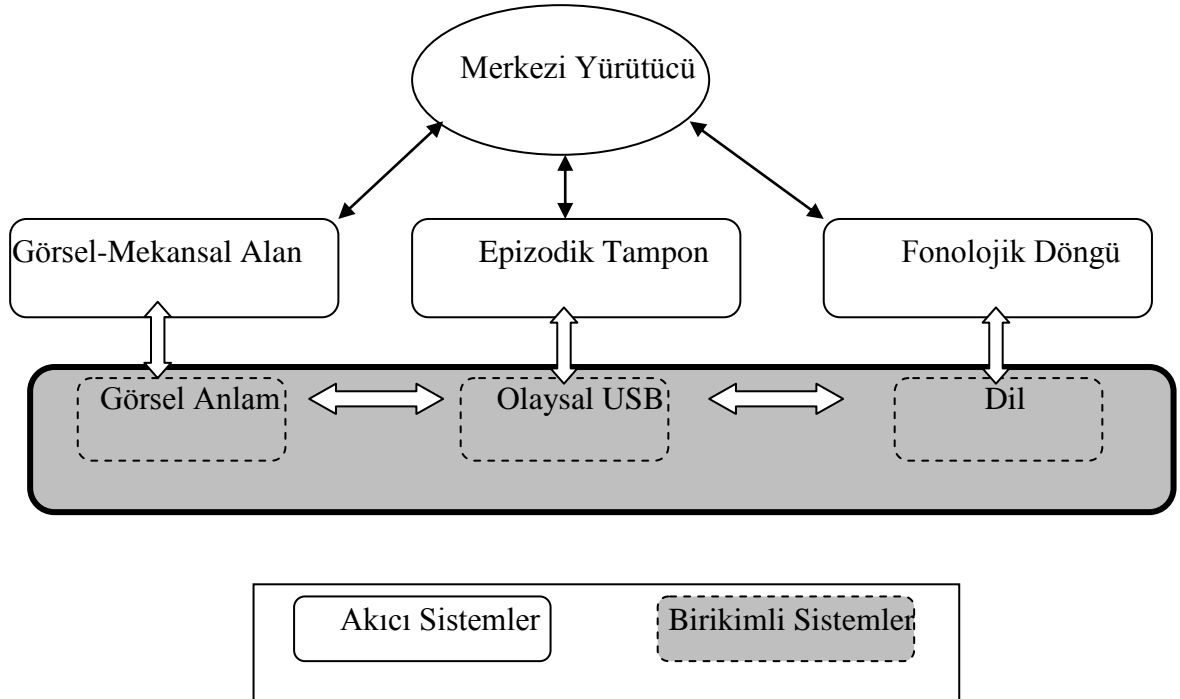 Merkezi Yürütücü
Görsel-Mekansal Alan
Epizodik Tampon
Fonolojik Döngü
Görsel Anlam
Olaysal USB
Dil
Akıcı Sistemler
Birikimli Sistemler